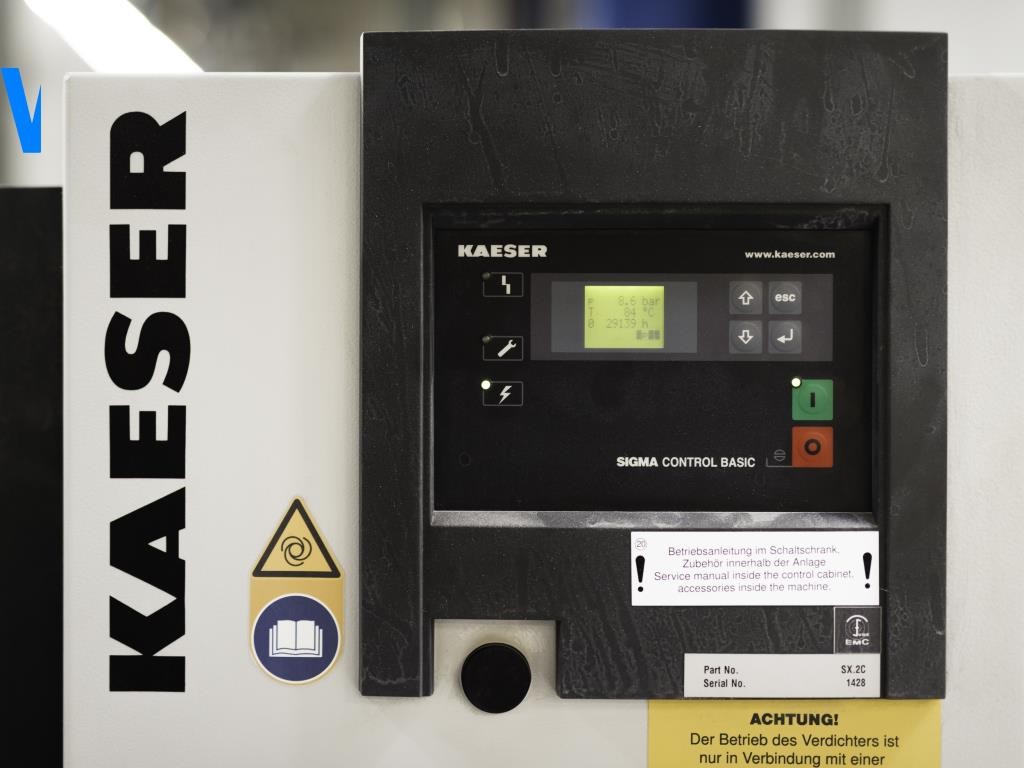 KAESER
KAESER
www.kaeser.com
p 8.6 bar
T 84 °C
29139 h
esc
SIGMA CONTROL BASIC
20
Betriebsanleitung im Schaltschrank.
Zubehör innerhalb der Anlage
Service manual inside the control cabinet.
accessories inside the machine.
! !
EMC
Part No. SX.2C
Serial No. 1428
ACHTUNG!
Der Betrieb des Verdichters ist
nur in Verbindung mit einer